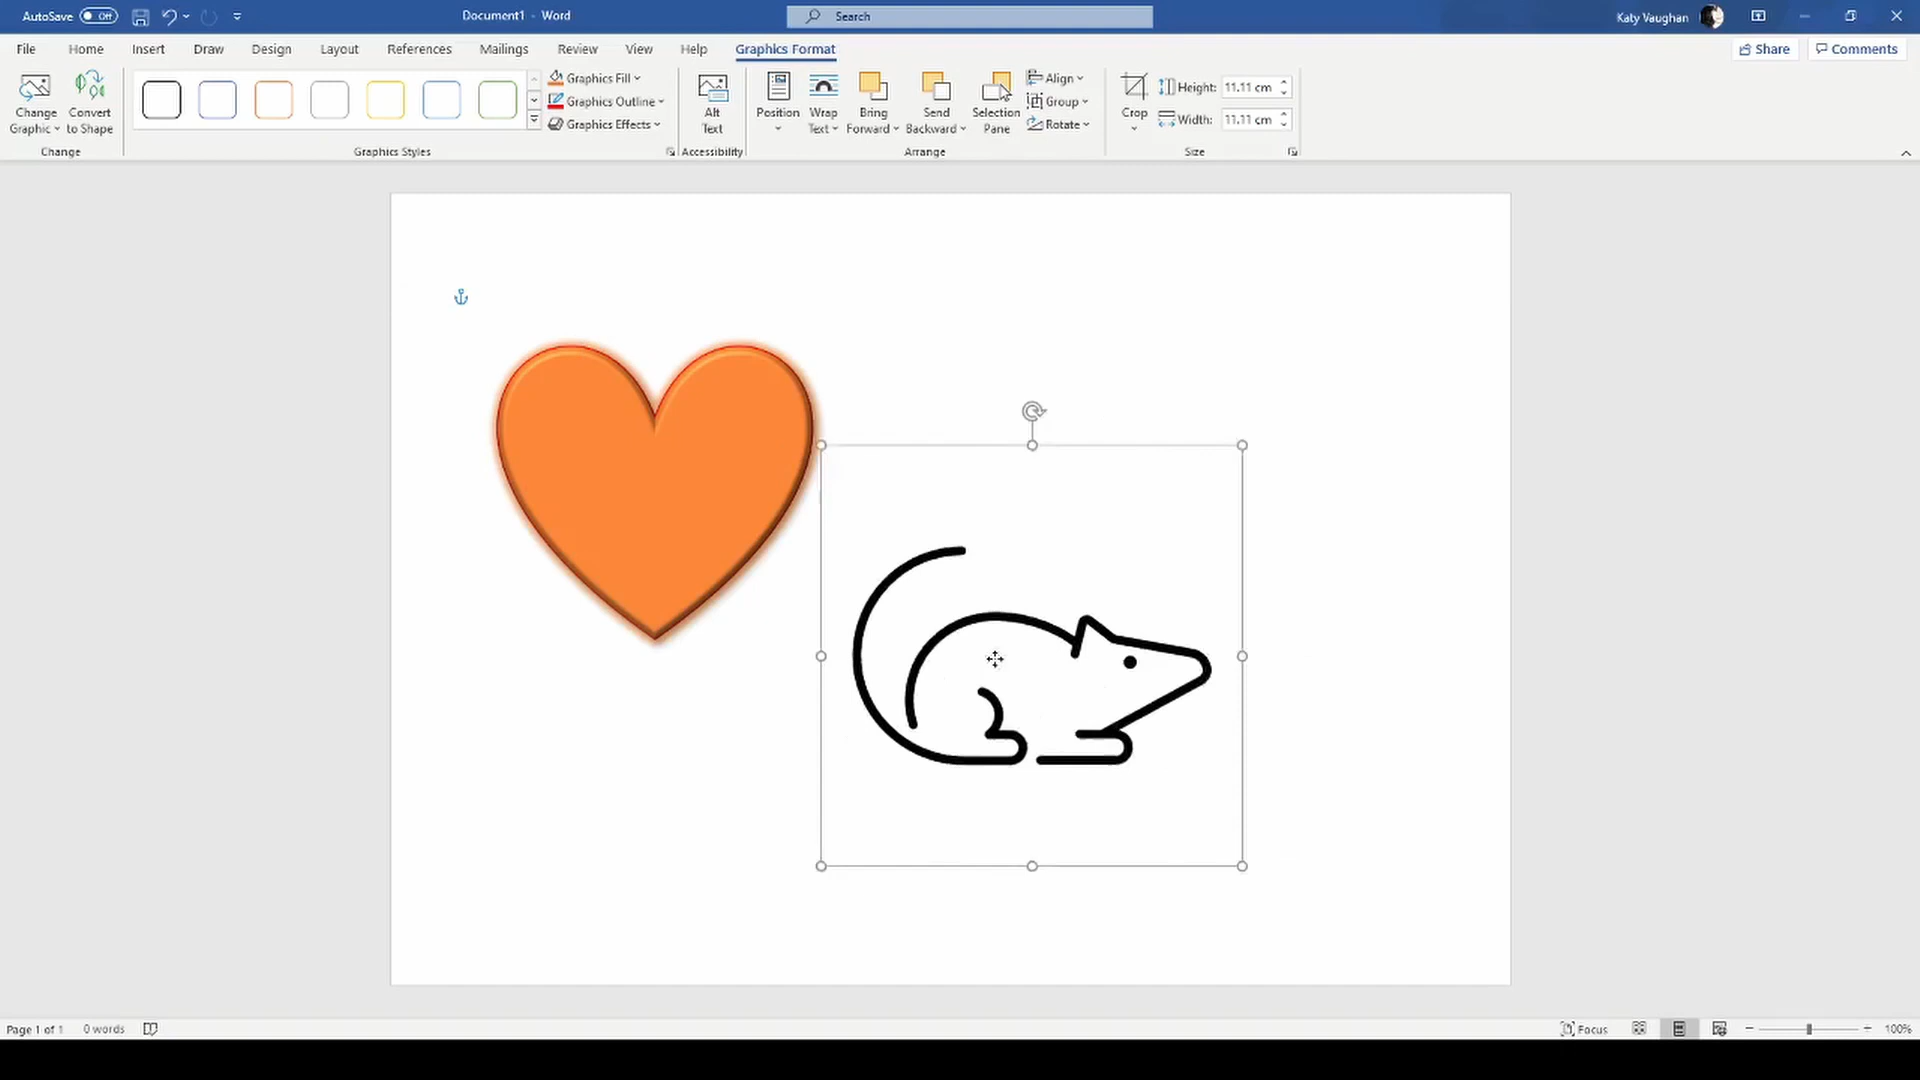 AutoSave Off Document1 - Word Search Katy Vaughan
File Home Insert Draw Design Layout References Mailings Review View Help Graphics Format Share Comments
Change Graphic
Convert to Shape
Change
Graphics Fill
Graphics Outline
Graphics Effects
Graphics Styles
Alt Text
Accessibility
Position
Wrap Text
Bring Forward
Send Backward
Selection Pane
Align
Group
Rotate
Arrange
Crop
Height: 11.11 cm
Width: 11.11 cm
Size
Page 1 of 1 0 words Focus 100%